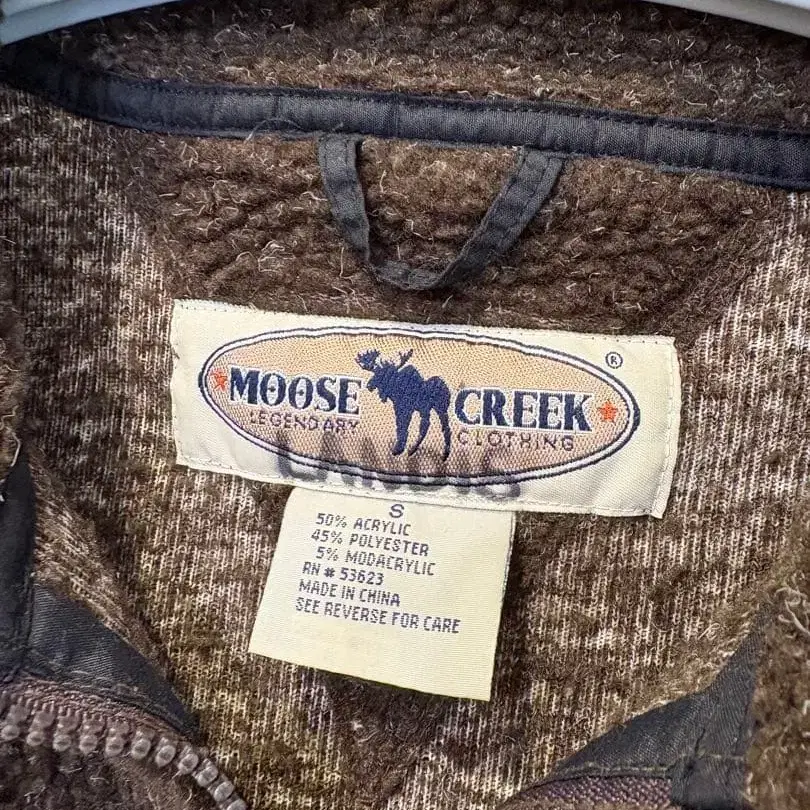 ®
MOOSE CREEK
LEGENDARY CLOTHING
LANDIS
S
50% ACRYLIC
45% POLYESTER
5% MODACRYLIC
RN # 53623
MADE IN CHINA
SEE REVERSE FOR CARE